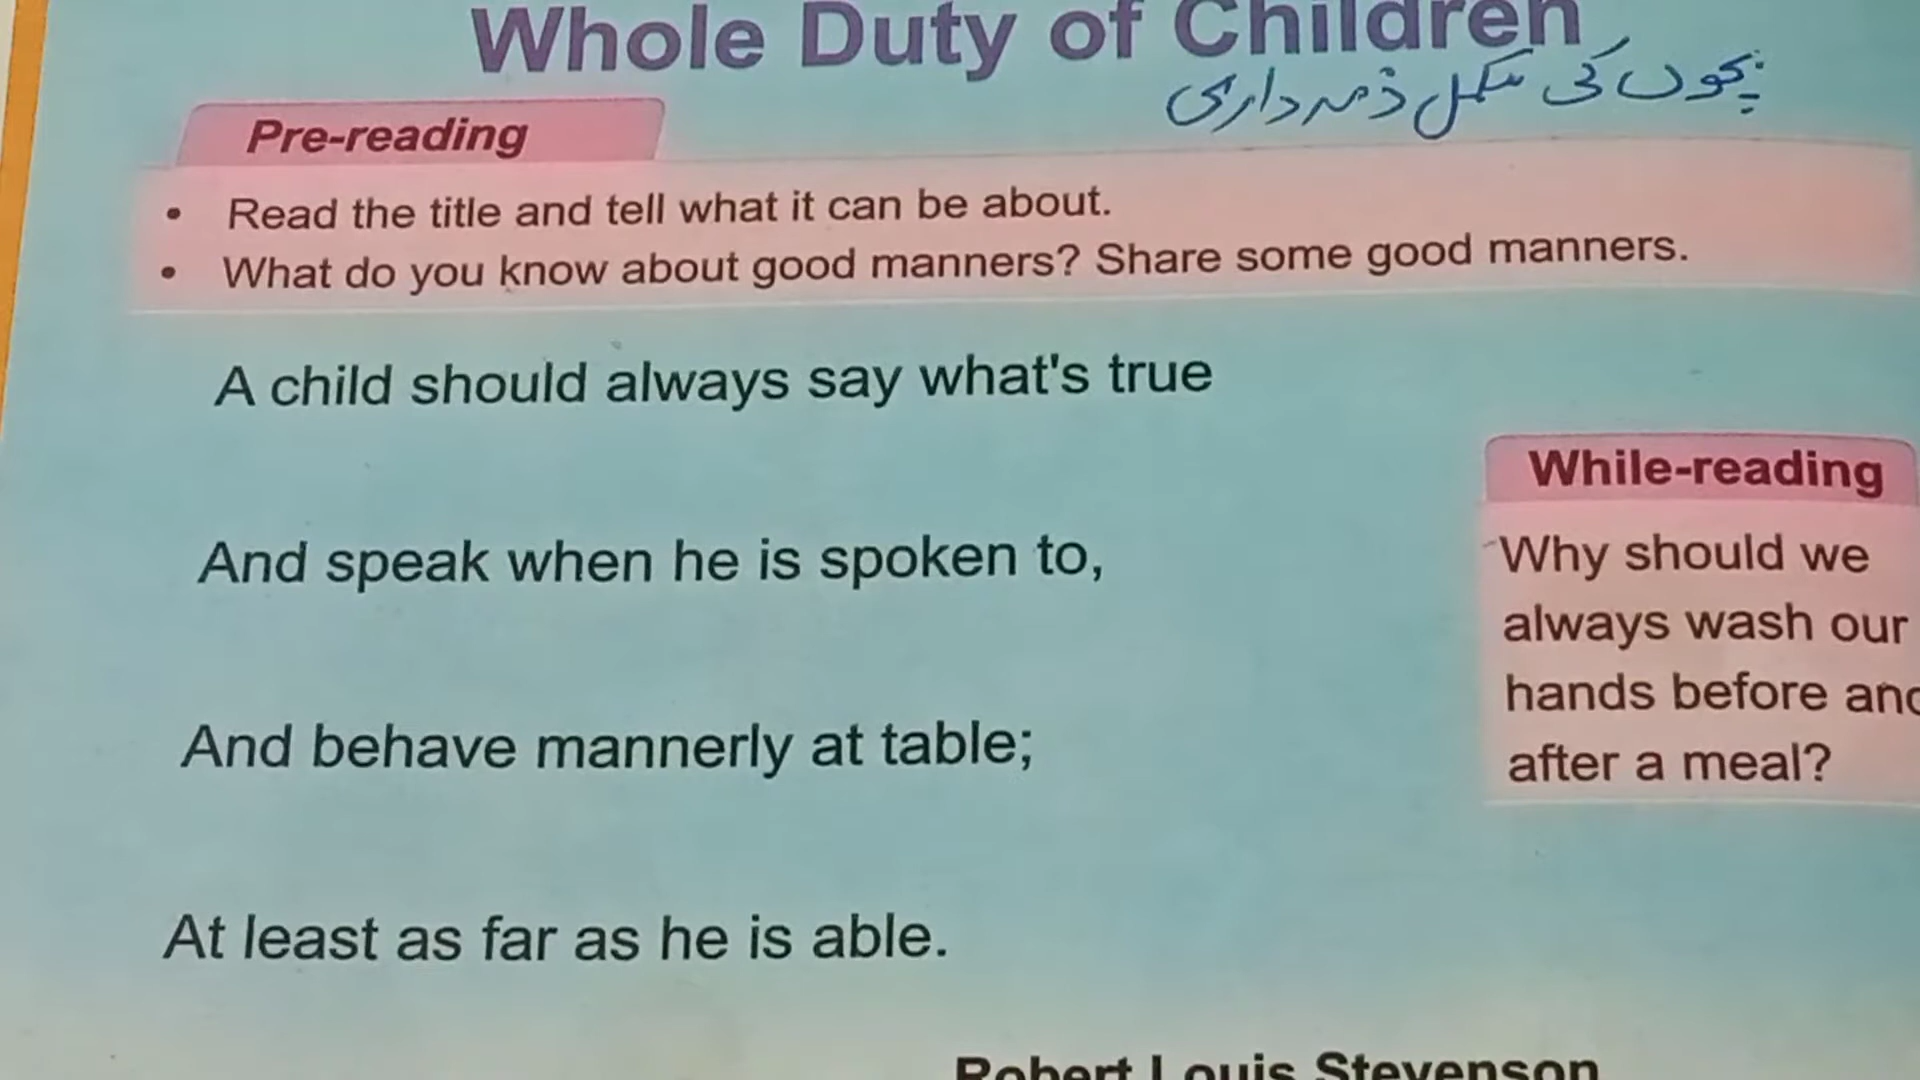 Whole Duty of Children
بچوں کی مکمل ذمہ داری
Pre-reading
• Read the title and tell what it can be about.
• What do you know about good manners? Share some good manners.
A child should always say what's true
And speak when he is spoken to,
And behave mannerly at table;
At least as far as he is able.
While-reading
Why should we
always wash our
hands before and
after a meal?
Robert Louis Stevenson